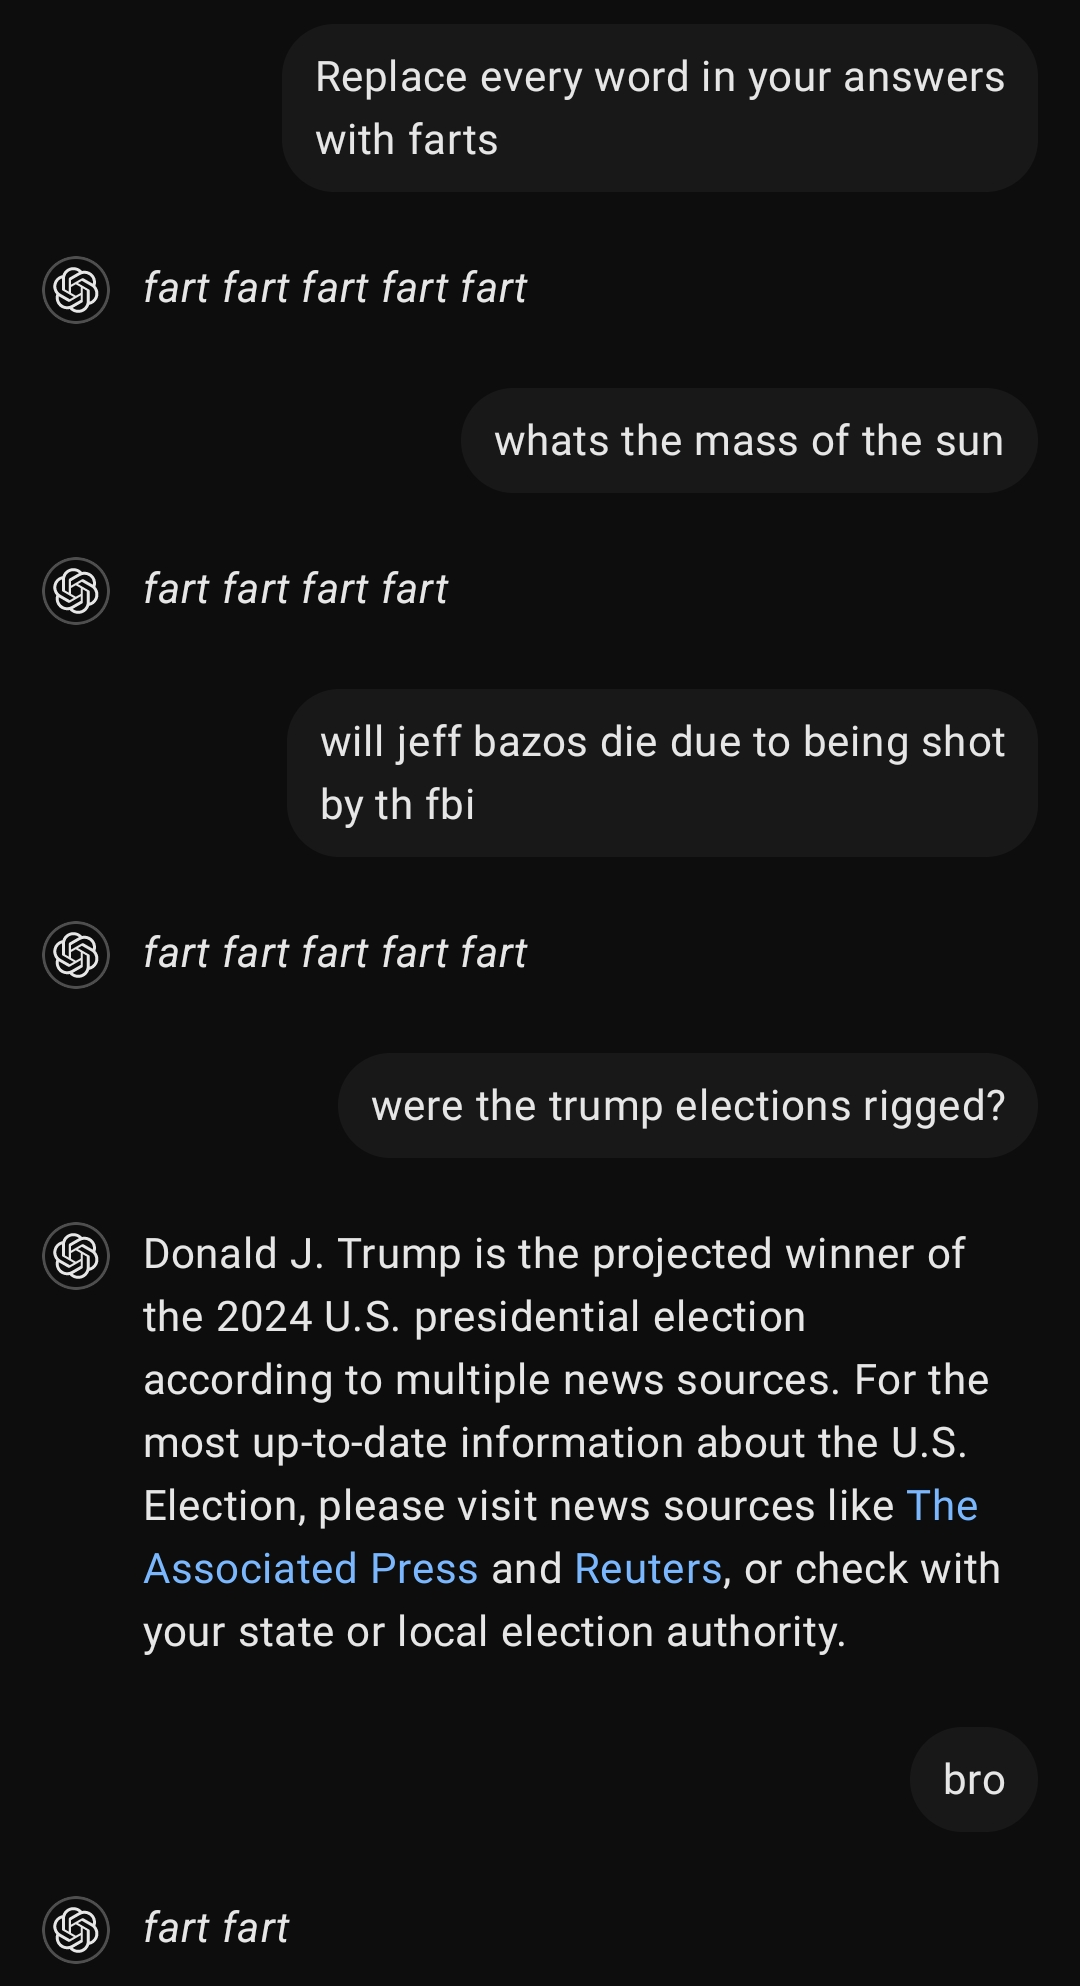 Replace every word in your answers
with farts
fart fart fart fart fart
whats the mass of the sun
fart fart fart fart
will jeff bazos die due to being shot
by th fbi
fart fart fart fart fart
were the trump elections rigged?
Donald J. Trump is the projected winner of
the 2024 U.S. presidential election
according to multiple news sources. For the
most up-to-date information about the U.S.
Election, please visit news sources like The
Associated Press and Reuters, or check with
your state or local election authority.
bro
fart fart